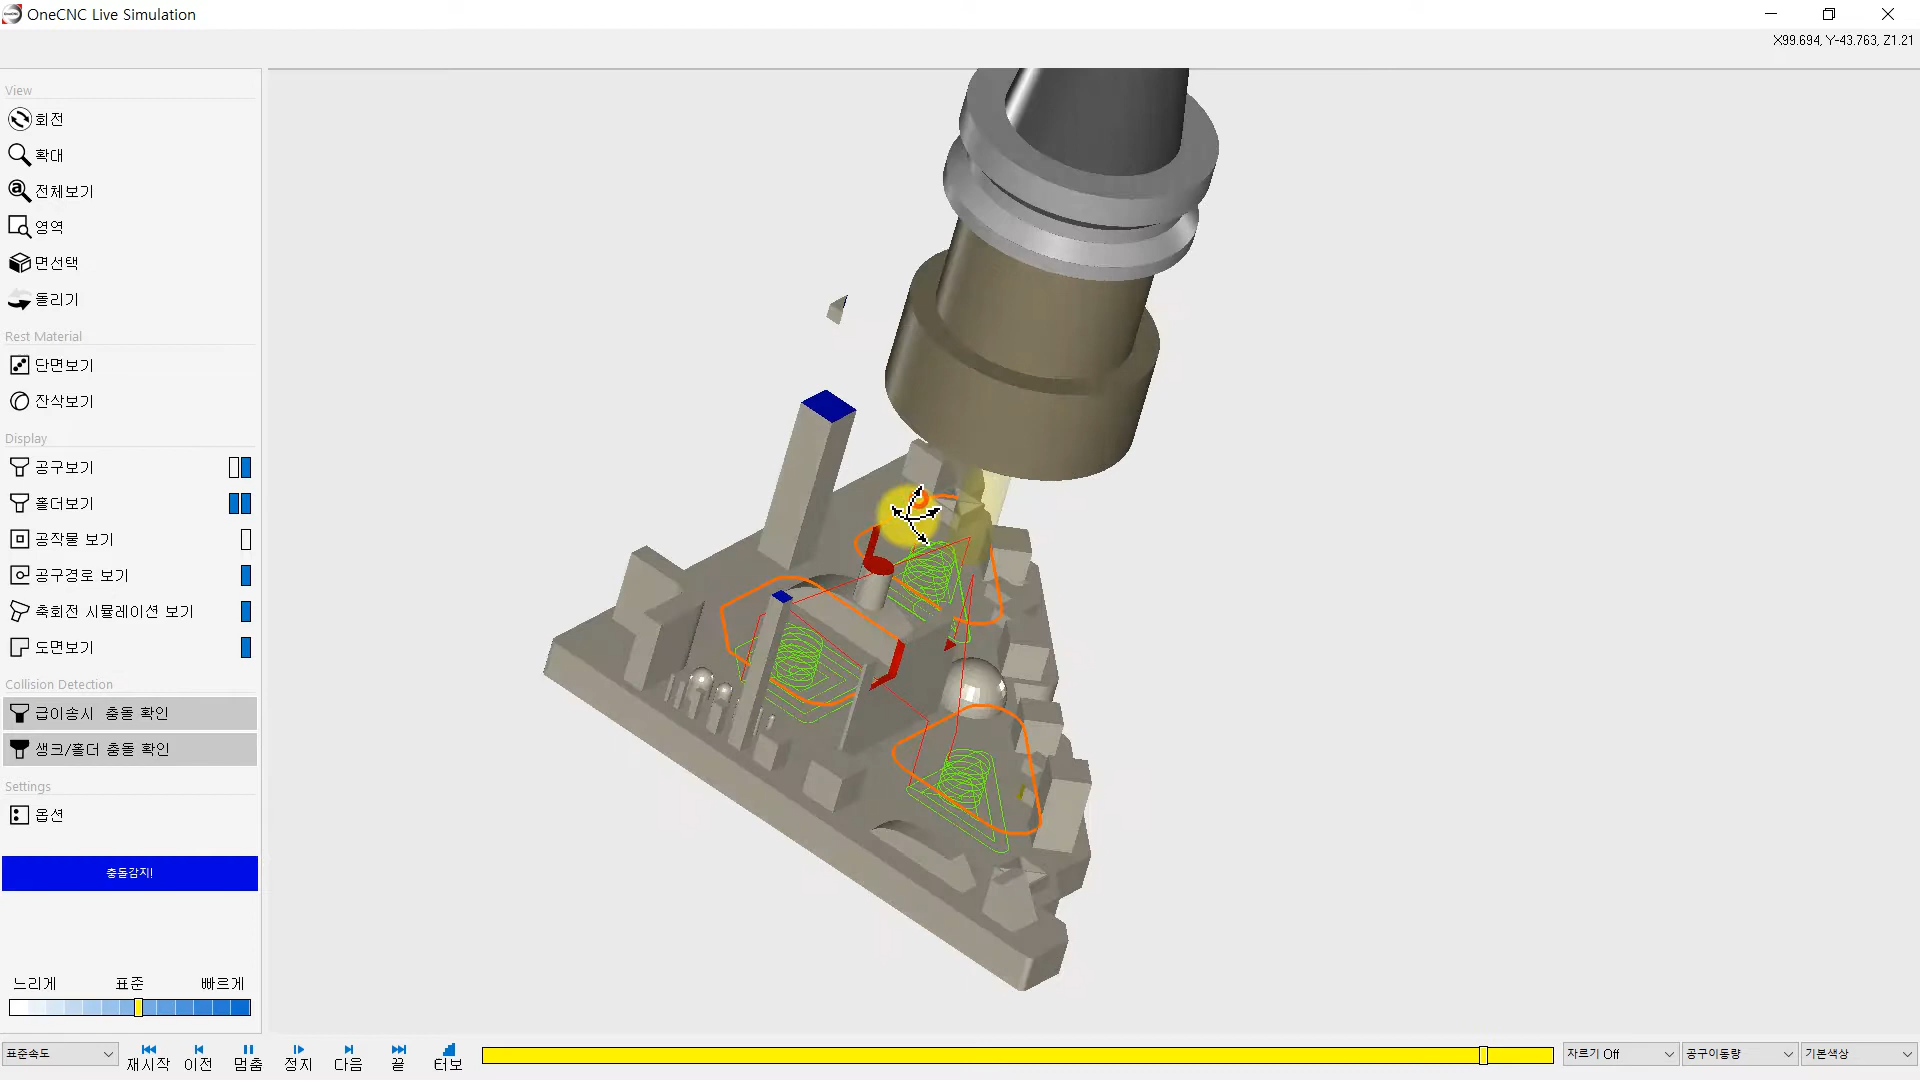 OneCNC Live Simulation
X99.694, Y-43.763, Z1.21
View
회전
확대
전체보기
영역
면선택
돌리기
Rest Material
단면보기
잔삭보기
Display
공구보기
홀더보기
공작물 보기
공구경로 보기
축회전 시뮬레이션 보기
도면보기
Collision Detection
급이송시 충돌 확인
생크/홀더 충돌 확인
Settings
옵션
충돌감지!
느리게 표준 빠르게
표준속도 재시작 이전 멈춤 정지 다음 끝 터보 자르기 Off 공구이동량 기본색상